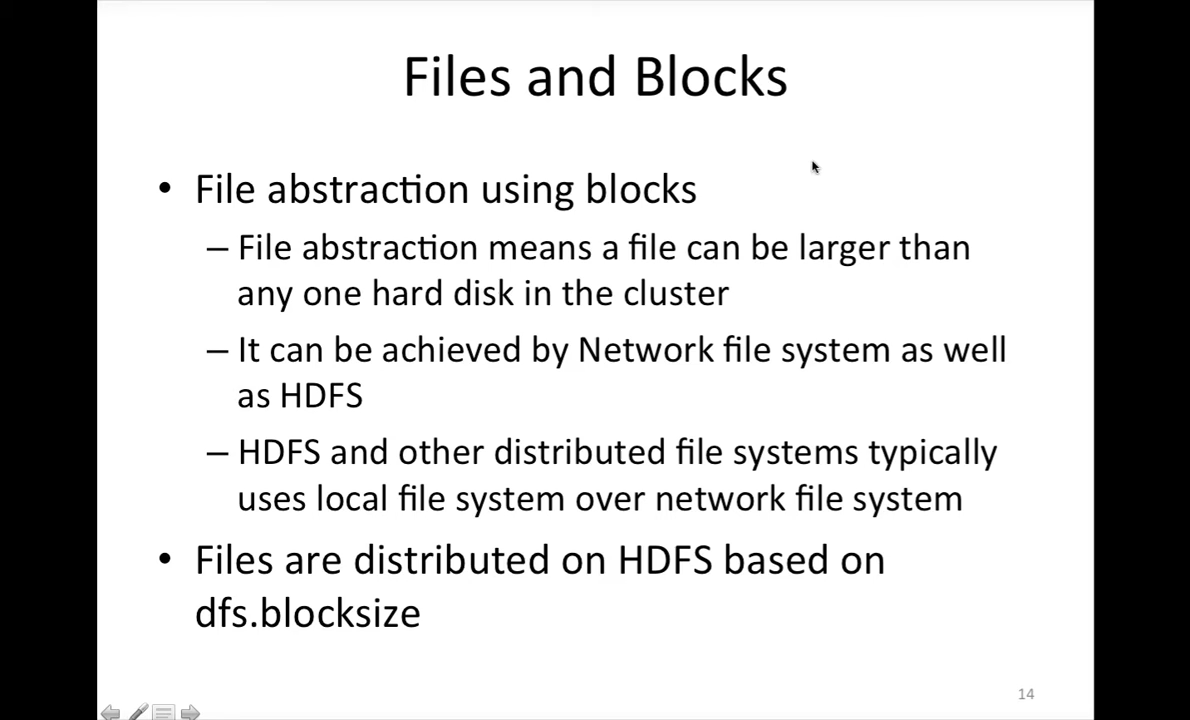 Files and Blocks
• File abstraction using blocks
– File abstraction means a file can be larger than
any one hard disk in the cluster
– It can be achieved by Network file system as well
as HDFS
– HDFS and other distributed file systems typically
uses local file system over network file system
• Files are distributed on HDFS based on
dfs.blocksize
14